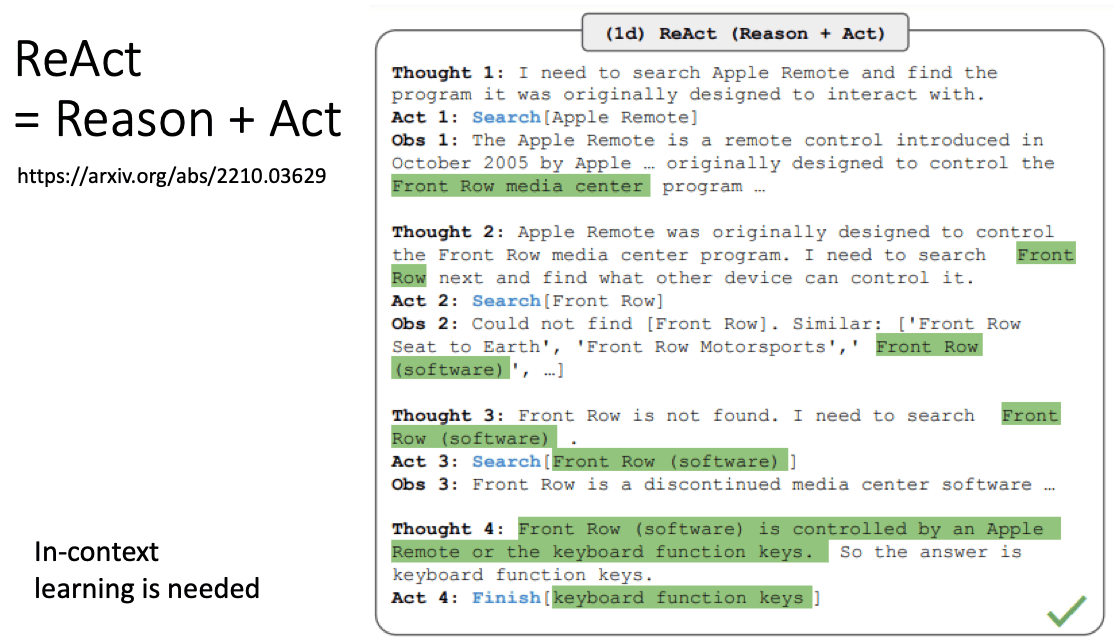 ReAct
= Reason + Act
https://arxiv.org/abs/2210.03629
In-context
learning is needed
(1d) ReAct (Reason + Act)
Thought 1: I need to search Apple Remote and find the
program it was originally designed to interact with.
Act 1: Search[Apple Remote]
Obs 1: The Apple Remote is a remote control introduced in
October 2005 by Apple … originally designed to control the
Front Row media center program …
Thought 2: Apple Remote was originally designed to control
the Front Row media center program. I need to search Front
Row next and find what other device can control it.
Act 2: Search[Front Row]
Obs 2: Could not find [Front Row]. Similar: ['Front Row
Seat to Earth', 'Front Row Motorsports',' Front Row
(software)', …]
Thought 3: Front Row is not found. I need to search Front
Row (software) .
Act 3: Search[Front Row (software) ]
Obs 3: Front Row is a discontinued media center software …
Thought 4: Front Row (software) is controlled by an Apple
Remote or the keyboard function keys. So the answer is
keyboard function keys.
Act 4: Finish[keyboard function keys ]